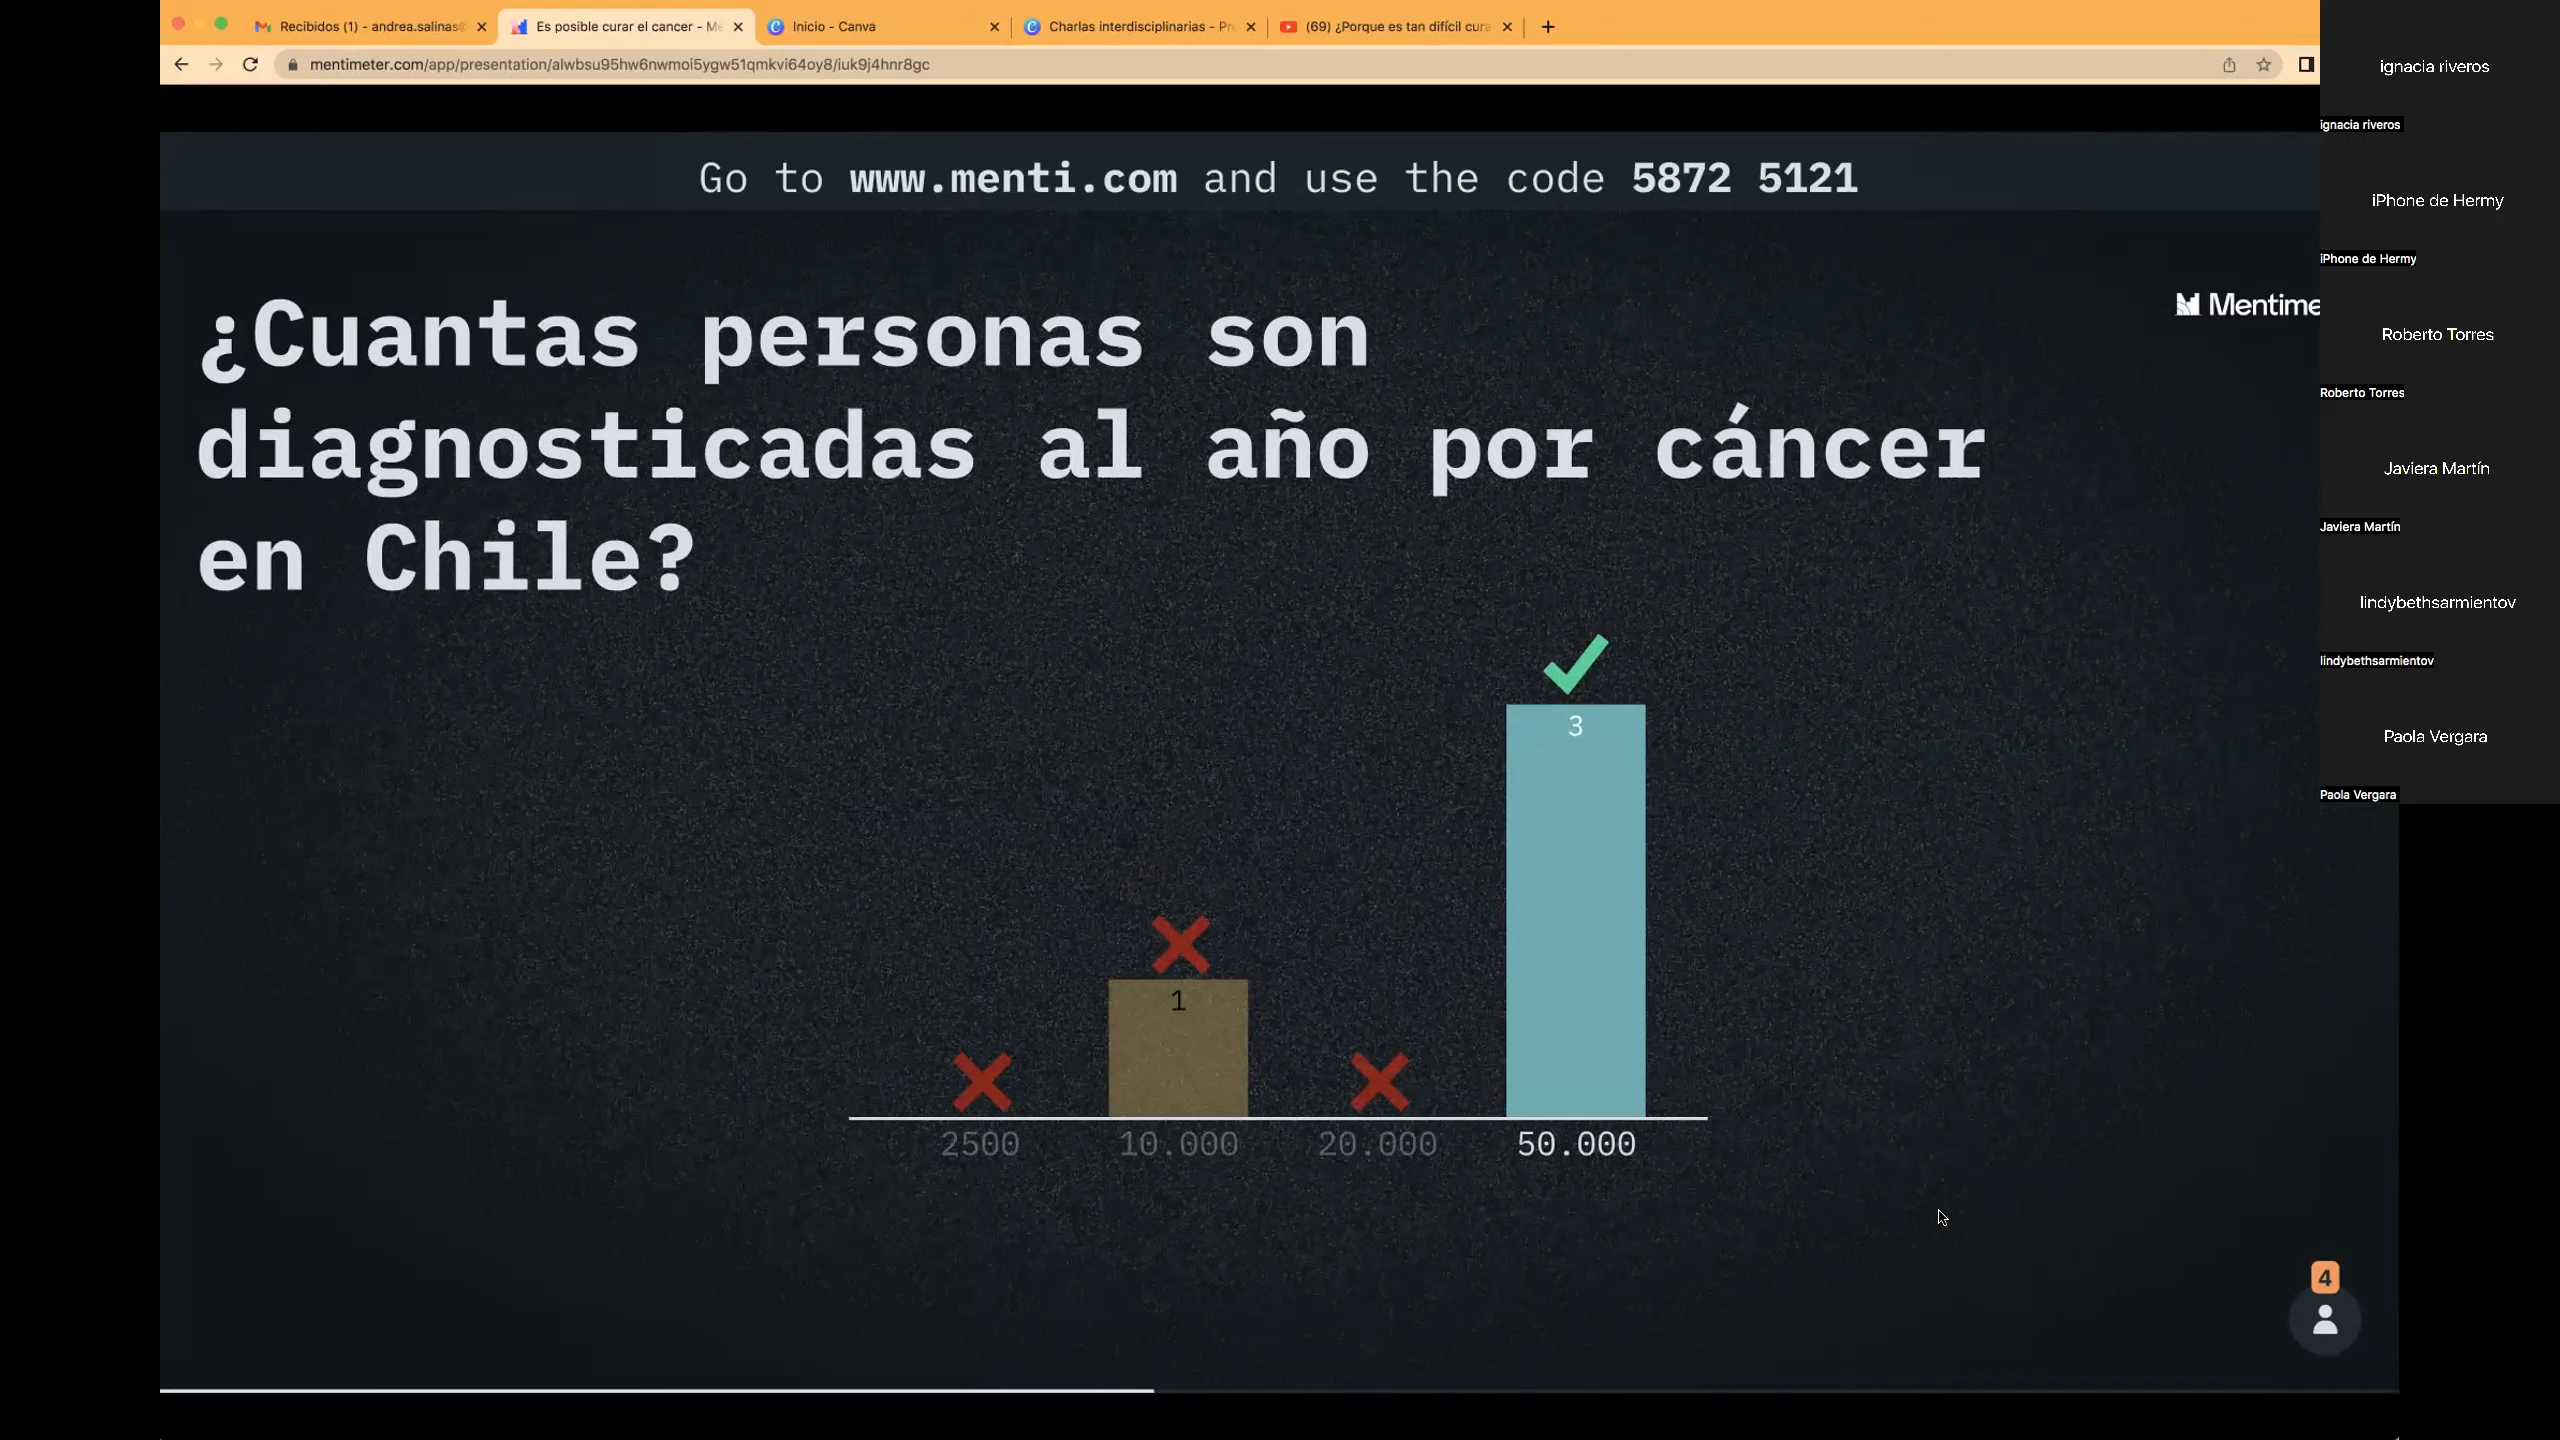 Recibidos (1) - andrea.salinas@
Es posible curar el cancer - Me
Inicio - Canva
Charlas interdisciplinarias - Pre
(69) ¿Porque es tan difícil cura
mentimeter.com/app/presentation/alwbsu95hw6nwmoi5ygw51qmkvi64oy8/iuk9j4hnr8gc
Go to www.menti.com and use the code 5872 5121
Mentime
¿Cuantas personas son
diagnosticadas al año por cáncer
en Chile?
3
1
2500
10.000
20.000
50.000
4
ignacia riveros
ignacia riveros
iPhone de Hermy
iPhone de Hermy
Roberto Torres
Roberto Torres
Javiera Martín
Javiera Martín
lindybethsarmientov
lindybethsarmientov
Paola Vergara
Paola Vergara